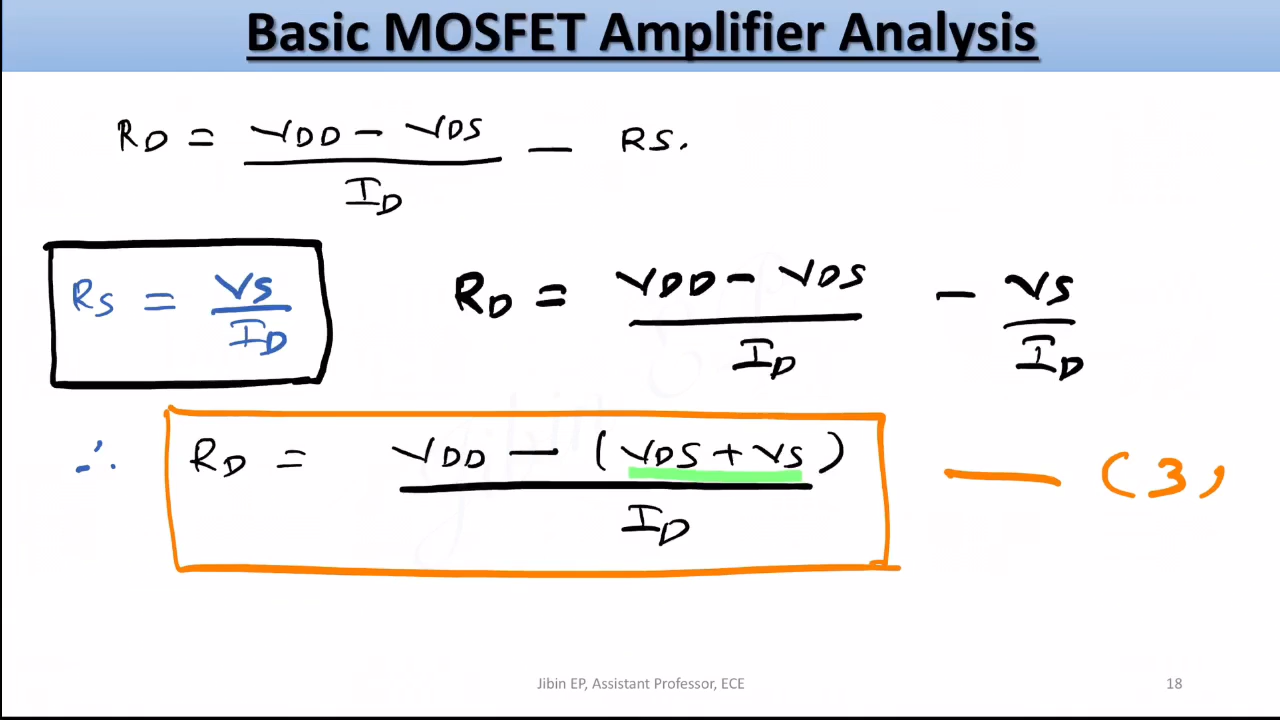 Basic MOSFET Amplifier Analysis
RD = VDD - VDS / ID - RS.
RS = VS / ID
RD = VDD - VDS / ID - VS / ID
∴ RD = VDD - (VDS + VS) / ID — (3)
Jibin EP, Assistant Professor, ECE
18